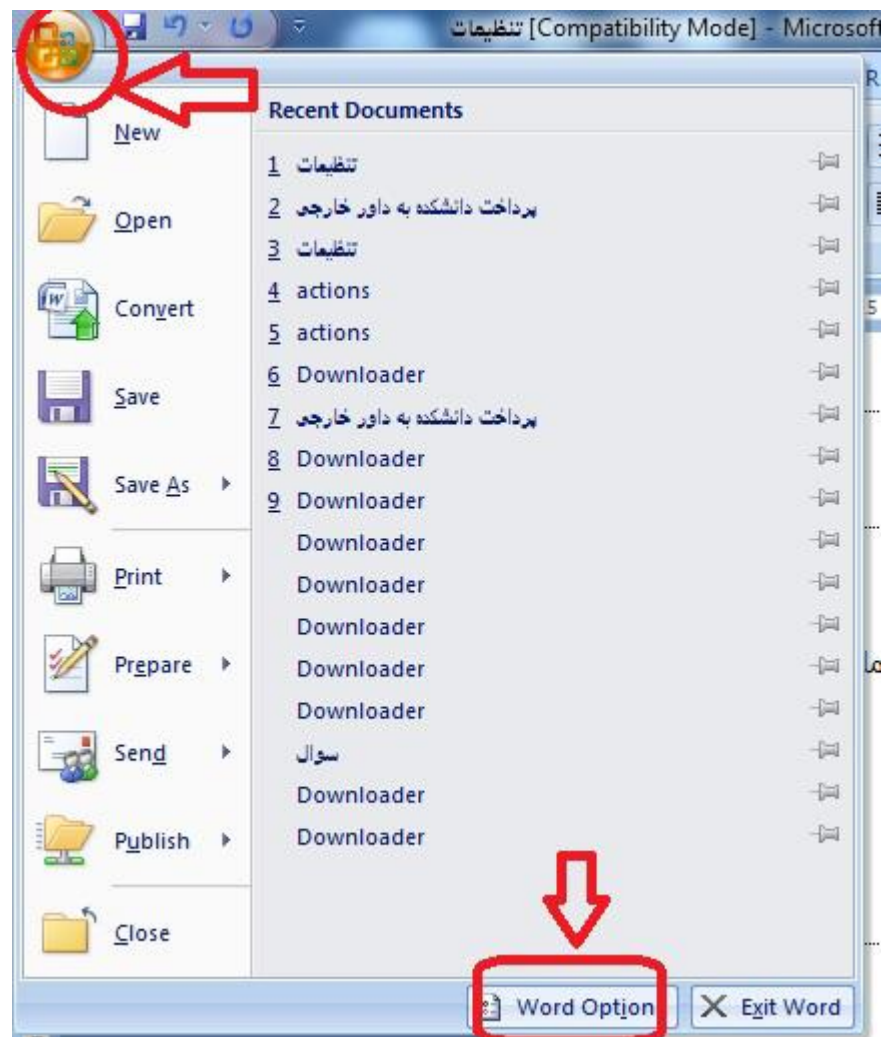 تنظیمات [Compatibility Mode] - Microsoft
New
Open
Convert
Save
Save As
Print
Prepare
Send
Publish
Close
Recent Documents
1 تنظیمات
2 پرداخت دانشکده به داور خارجی
3 تنظیمات
4 actions
5 actions
6 Downloader
7 پرداخت دانشکده به داور خارجی
8 Downloader
9 Downloader
Downloader
Downloader
Downloader
Downloader
Downloader
سوال
Downloader
Downloader
Word Option
Exit Word
R
5
ما